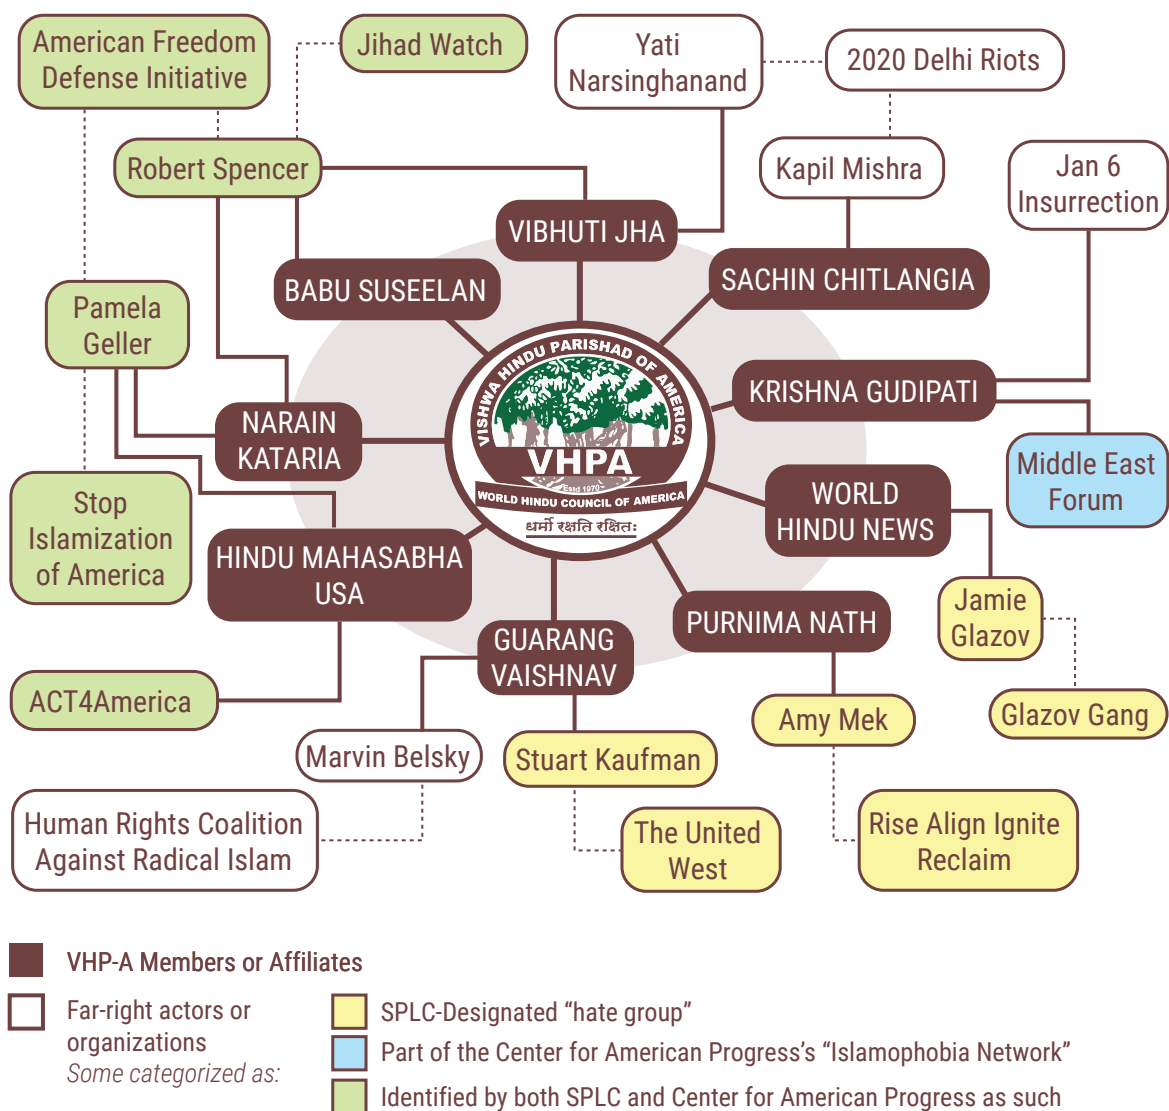 American Freedom
Defense Initiative
Jihad Watch
Yati
Narsinghanand
2020 Delhi Riots
Robert Spencer
Kapil Mishra
Jan 6
Insurrection
VIBHUTI JHA
BABU SUSEELAN
SACHIN CHITLANGIA
Pamela
Geller
KRISHNA GUDIPATI
NARAIN
KATARIA
VISHWA HINDU PARISHAD OF AMERICA
VHPA
Estd 1970
WORLD HINDU COUNCIL OF AMERICA
धर्मो रक्षति रक्षित:
Middle East
Forum
Stop
Islamization
of America
WORLD
HINDU NEWS
HINDU MAHASABHA
USA
PURNIMA NATH
Jamie
Glazov
GUARANG
VAISHNAV
ACT4America
Glazov Gang
Amy Mek
Marvin Belsky
Stuart Kaufman
Human Rights Coalition
Against Radical Islam
The United
West
Rise Align Ignite
Reclaim
VHP-A Members or Affiliates
Far-right actors or
organizations
Some categorized as:
SPLC-Designated “hate group”
Part of the Center for American Progress’s “Islamophobia Network”
Identified by both SPLC and Center for American Progress as such